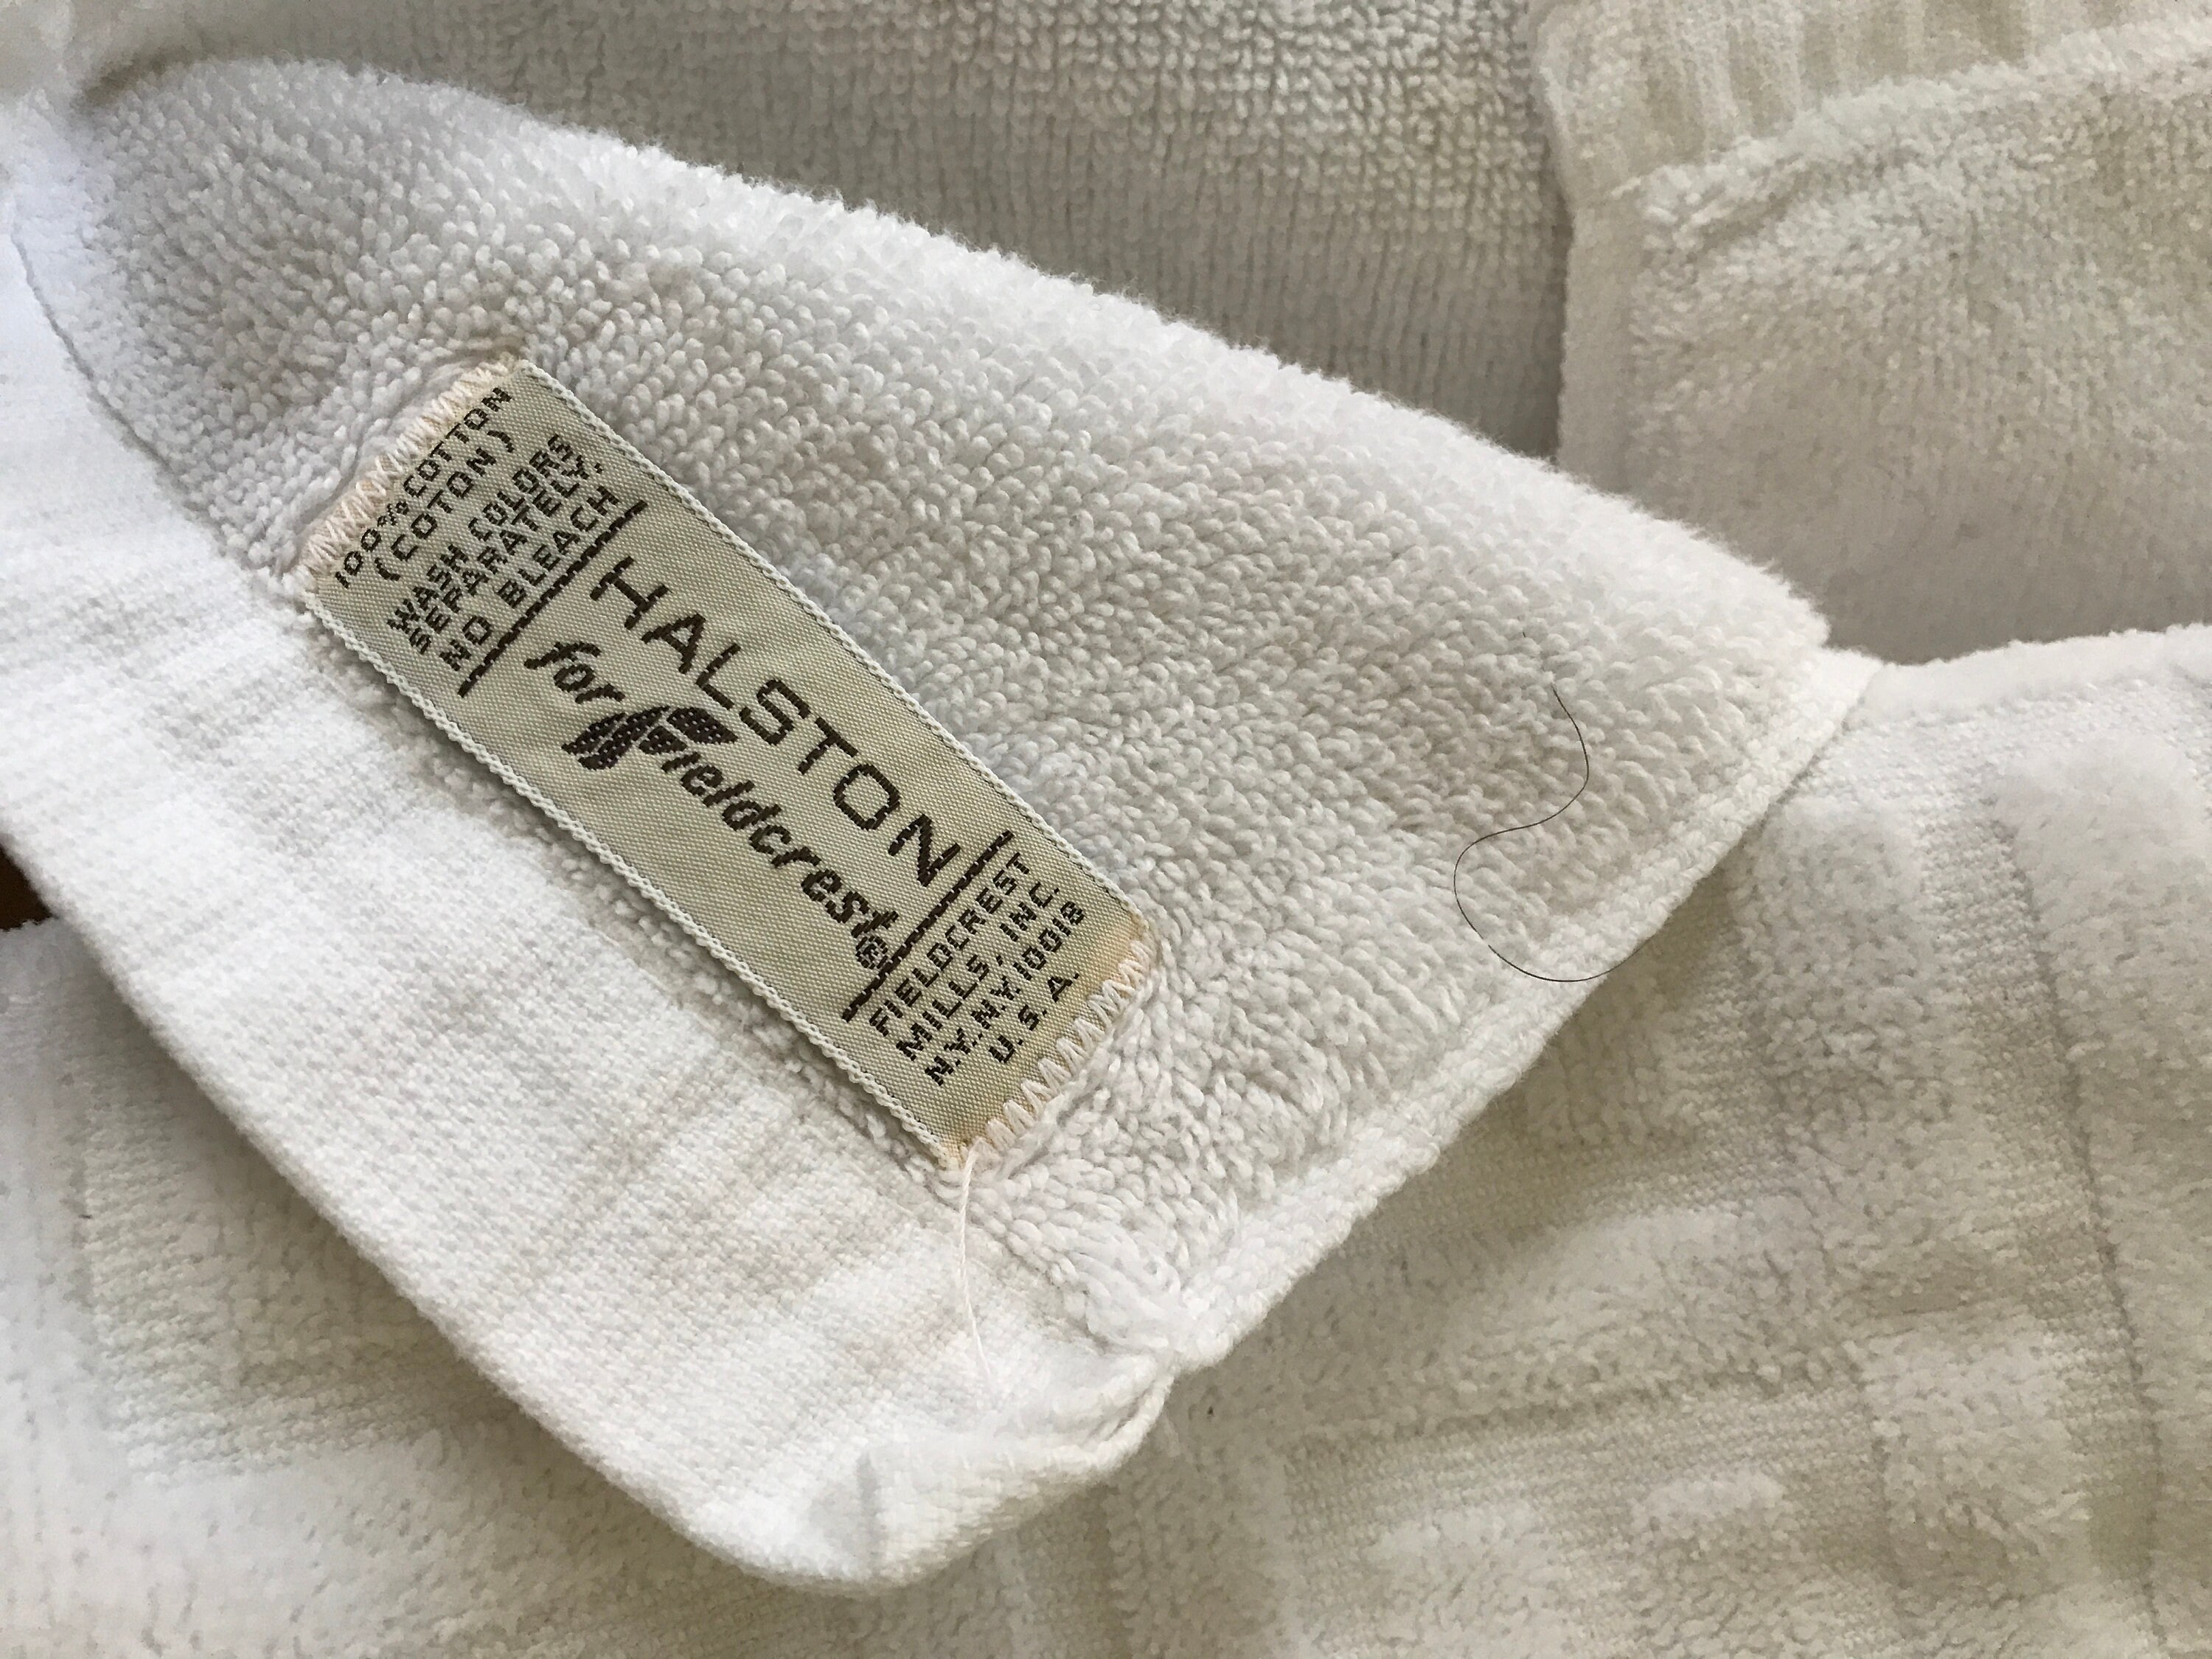 100% COTTON
(COTON)
WASH COLORS
SEPARATELY.
NO BLEACH
HALSTON
for Fieldcrest®
FIELDCREST
MILLS, INC.
N.Y. N.Y. 10018
U. S. A.